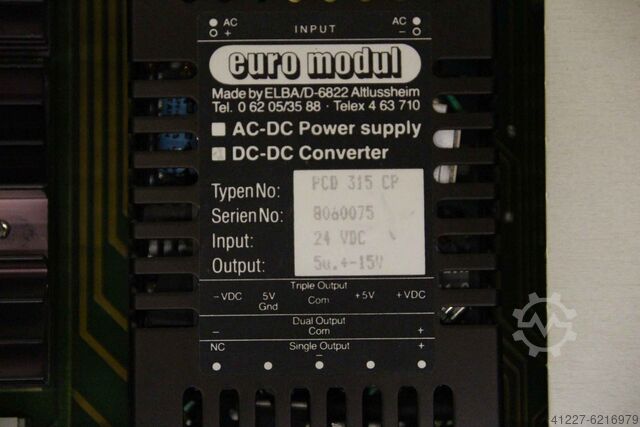 AC INPUT AC
+ -
euro modul
Made by ELBA/D-6822 Altlussheim
Tel. 0 62 05/35 88 · Telex 4 63 710
AC-DC Power supply
DC-DC Converter
Typen No: PCD 315 CP
Serien No: 8060075
Input: 24 VDC
Output: 5u.+-15V
Triple Output
-VDC 5V Gnd Com +5V +VDC
Dual Output
- Com +
NC Single Output +
-
41227-6216979